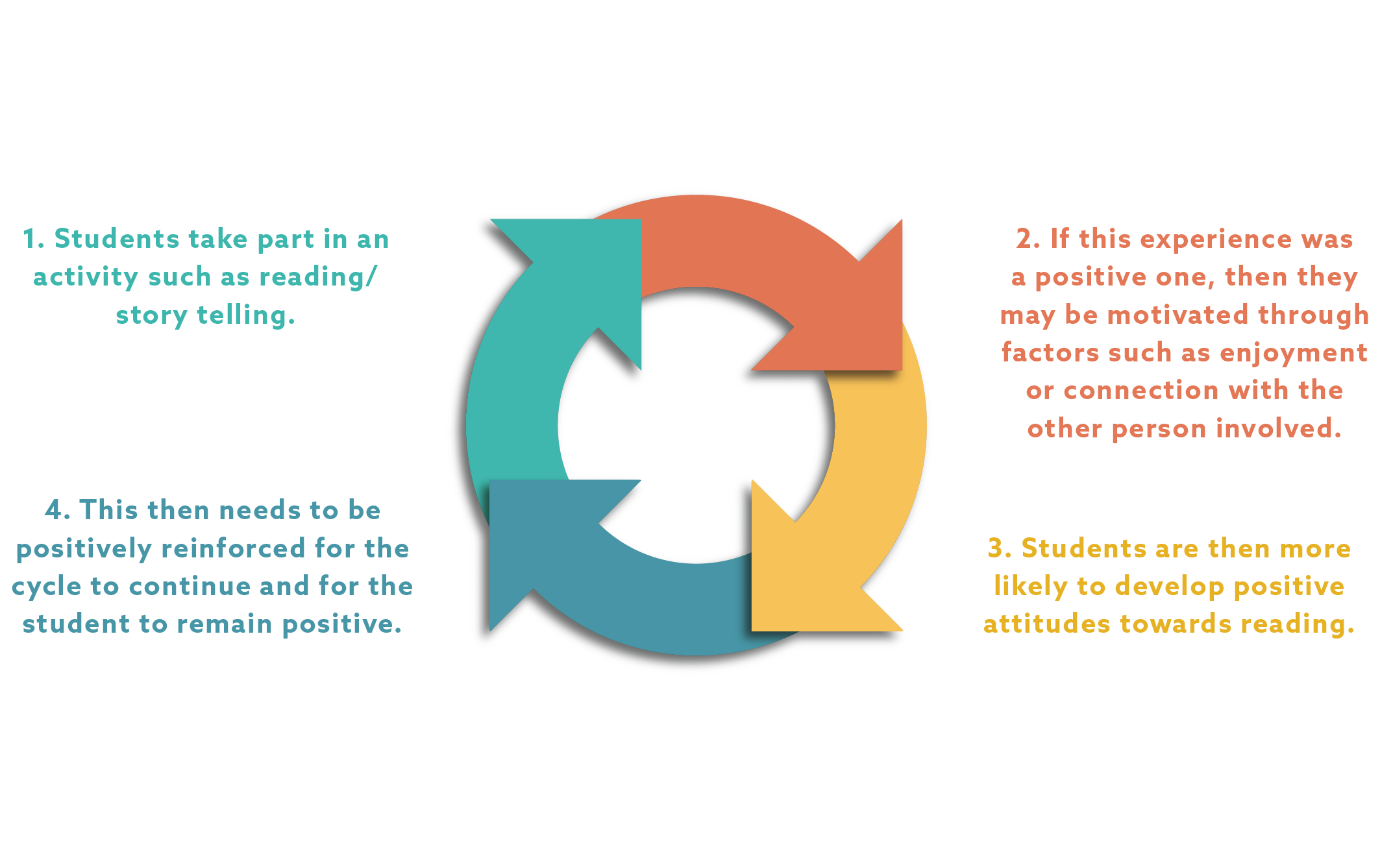 1. Students take part in an
activity such as reading/
story telling.
2. If this experience was
a positive one, then they
may be motivated through
factors such as enjoyment
or connection with the
other person involved.
3. Students are then more
likely to develop positive
attitudes towards reading.
4. This then needs to be
positively reinforced for the
cycle to continue and for the
student to remain positive.